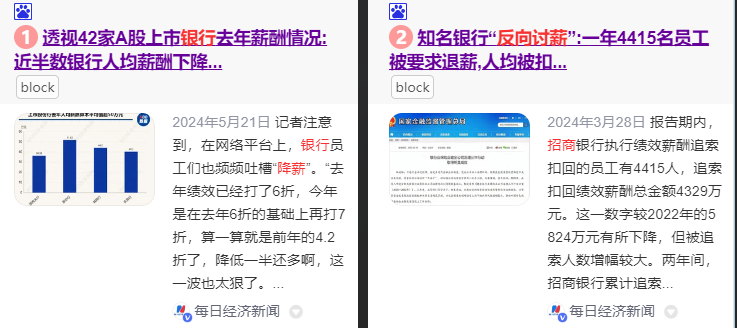 1 透视42家A股上市银行去年薪酬情况:
近半数银行人均薪酬下降...
block
2024年5月21日 记者注意
到，在网络平台上，银行员
工们也频频吐槽“降薪”。“去
年绩效已经打了6折，今年
是在去年6折的基础上再打7
折，算一算就是前年的4.2
折了，降低一半还多啊，这
一波也太狠了。...
每日经济新闻
2 知名银行“反向讨薪”:一年4415名员工
被要求退薪,人均被扣...
block
国家金融监督管理总局
2024年3月28日 报告期内，
招商银行执行绩效薪酬追索
扣回的员工有4415人，追索
扣回绩效薪酬总金额4329万
元。这一数字较2022年的5
824万元有所下降，但被追
索人数增幅较大。两年间，
招商银行累计追索...
每日经济新闻